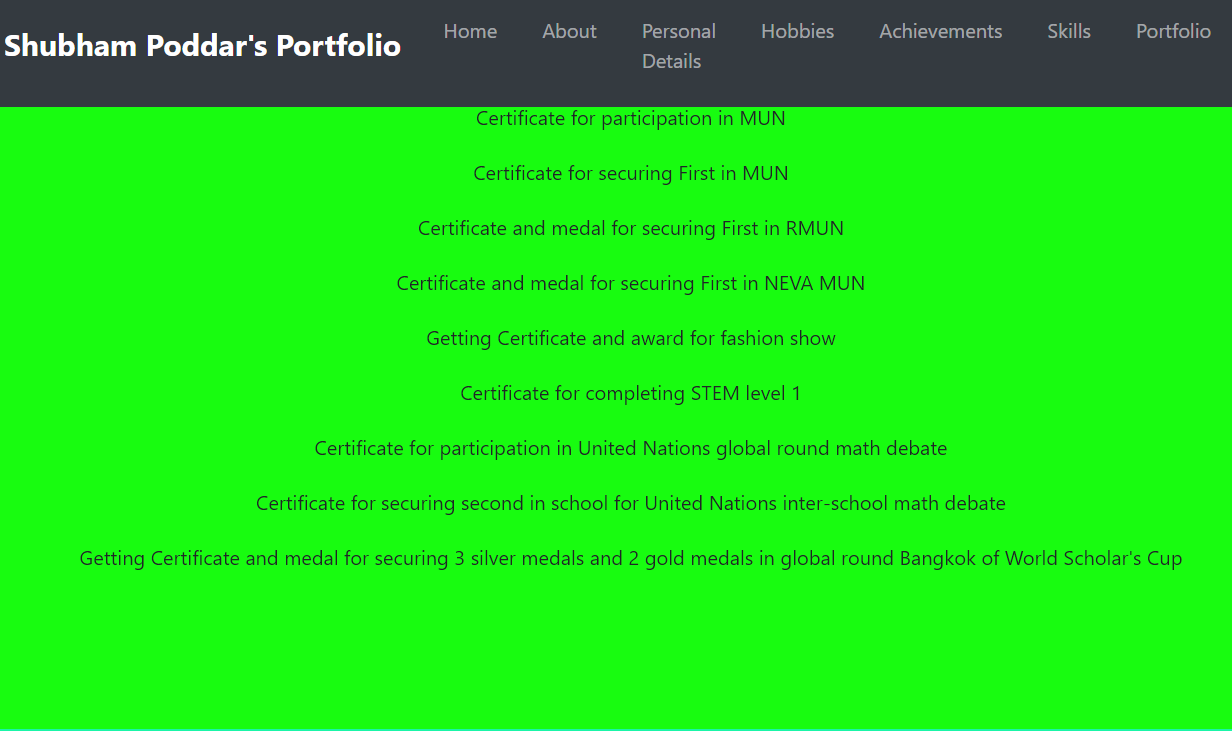 Shubham Poddar's Portfolio
Home
About
Personal
Details
Hobbies
Achievements
Skills
Portfolio
Certificate for participation in MUN
Certificate for securing First in MUN
Certificate and medal for securing First in RMUN
Certificate and medal for securing First in NEVA MUN
Getting Certificate and award for fashion show
Certificate for completing STEM level 1
Certificate for participation in United Nations global round math debate
Certificate for securing second in school for United Nations inter-school math debate
Getting Certificate and medal for securing 3 silver medals and 2 gold medals in global round Bangkok of World Scholar's Cup